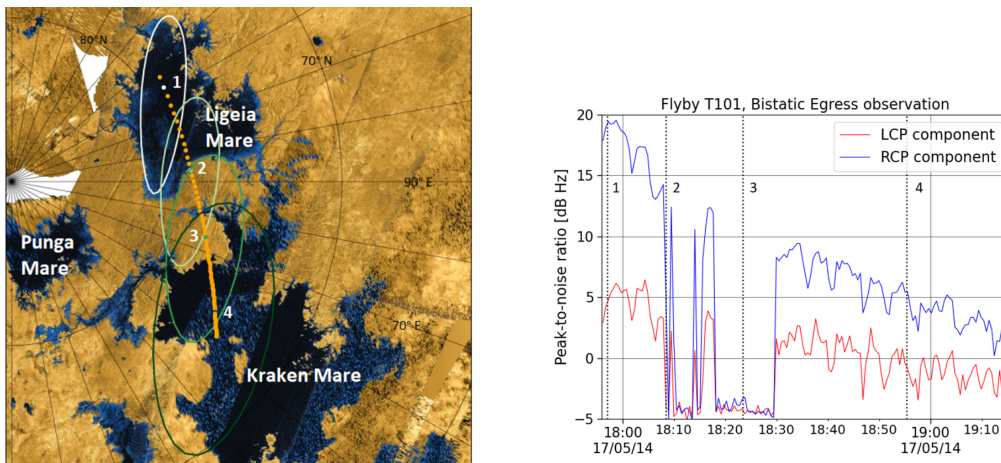 80°N
70° N
1
Ligeia
Mare
2
90° E
3
Punga
Mare
4
70° E
Kraken Mare
Flyby T101, Bistatic Egress observation
Peak-to-noise ratio [dB Hz]
20
15
10
5
0
−5
LCP component
RCP component
1
2
3
4
18:00
18:10
18:20
18:30
18:40
18:50
19:00
19:10
17/05/14
17/05/14